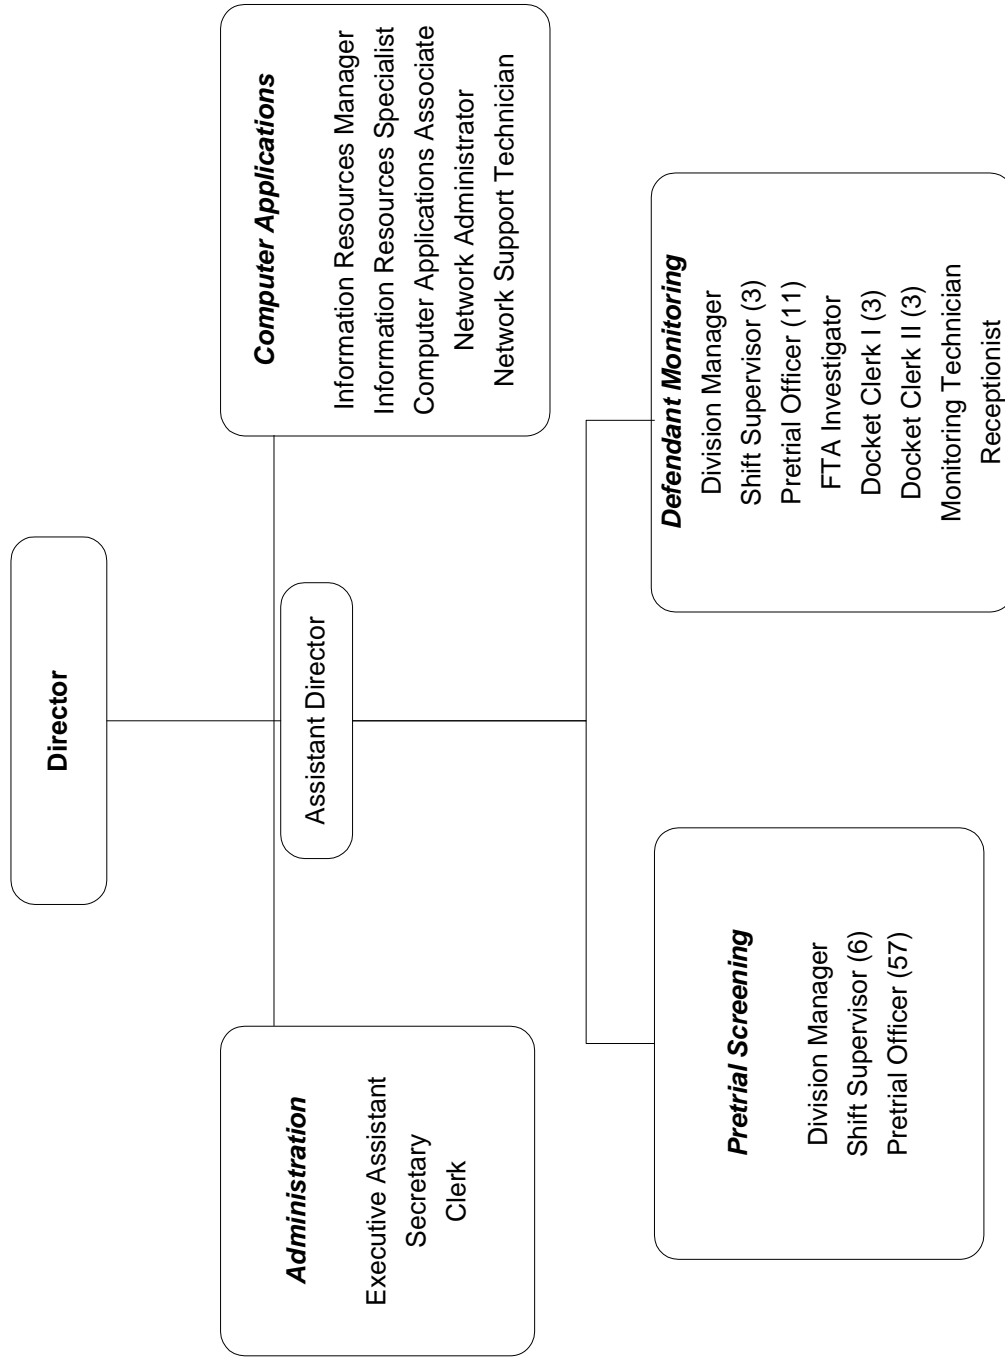 Director
Administration
Executive Assistant
Secretary
Clerk
Assistant Director
Computer Applications
Information Resources Manager
Information Resources Specialist
Computer Applications Associate
Network Administrator
Network Support Technician
Pretrial Screening
Division Manager
Shift Supervisor (6)
Pretrial Officer (57)
Defendant Monitoring
Division Manager
Shift Supervisor (3)
Pretrial Officer (11)
FTA Investigator
Docket Clerk I (3)
Docket Clerk II (3)
Monitoring Technician
Receptionist